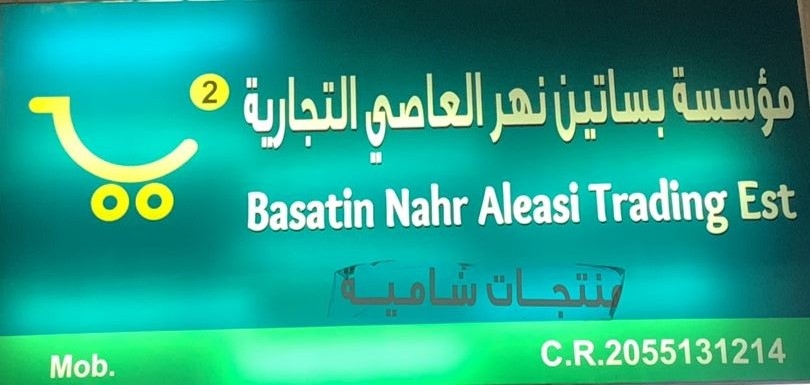 2
مؤسسة بساتين نهر العاصي التجارية
Basatin Nahr Aleasi Trading Est
منتجات شامية
Mob.
C.R.2055131214